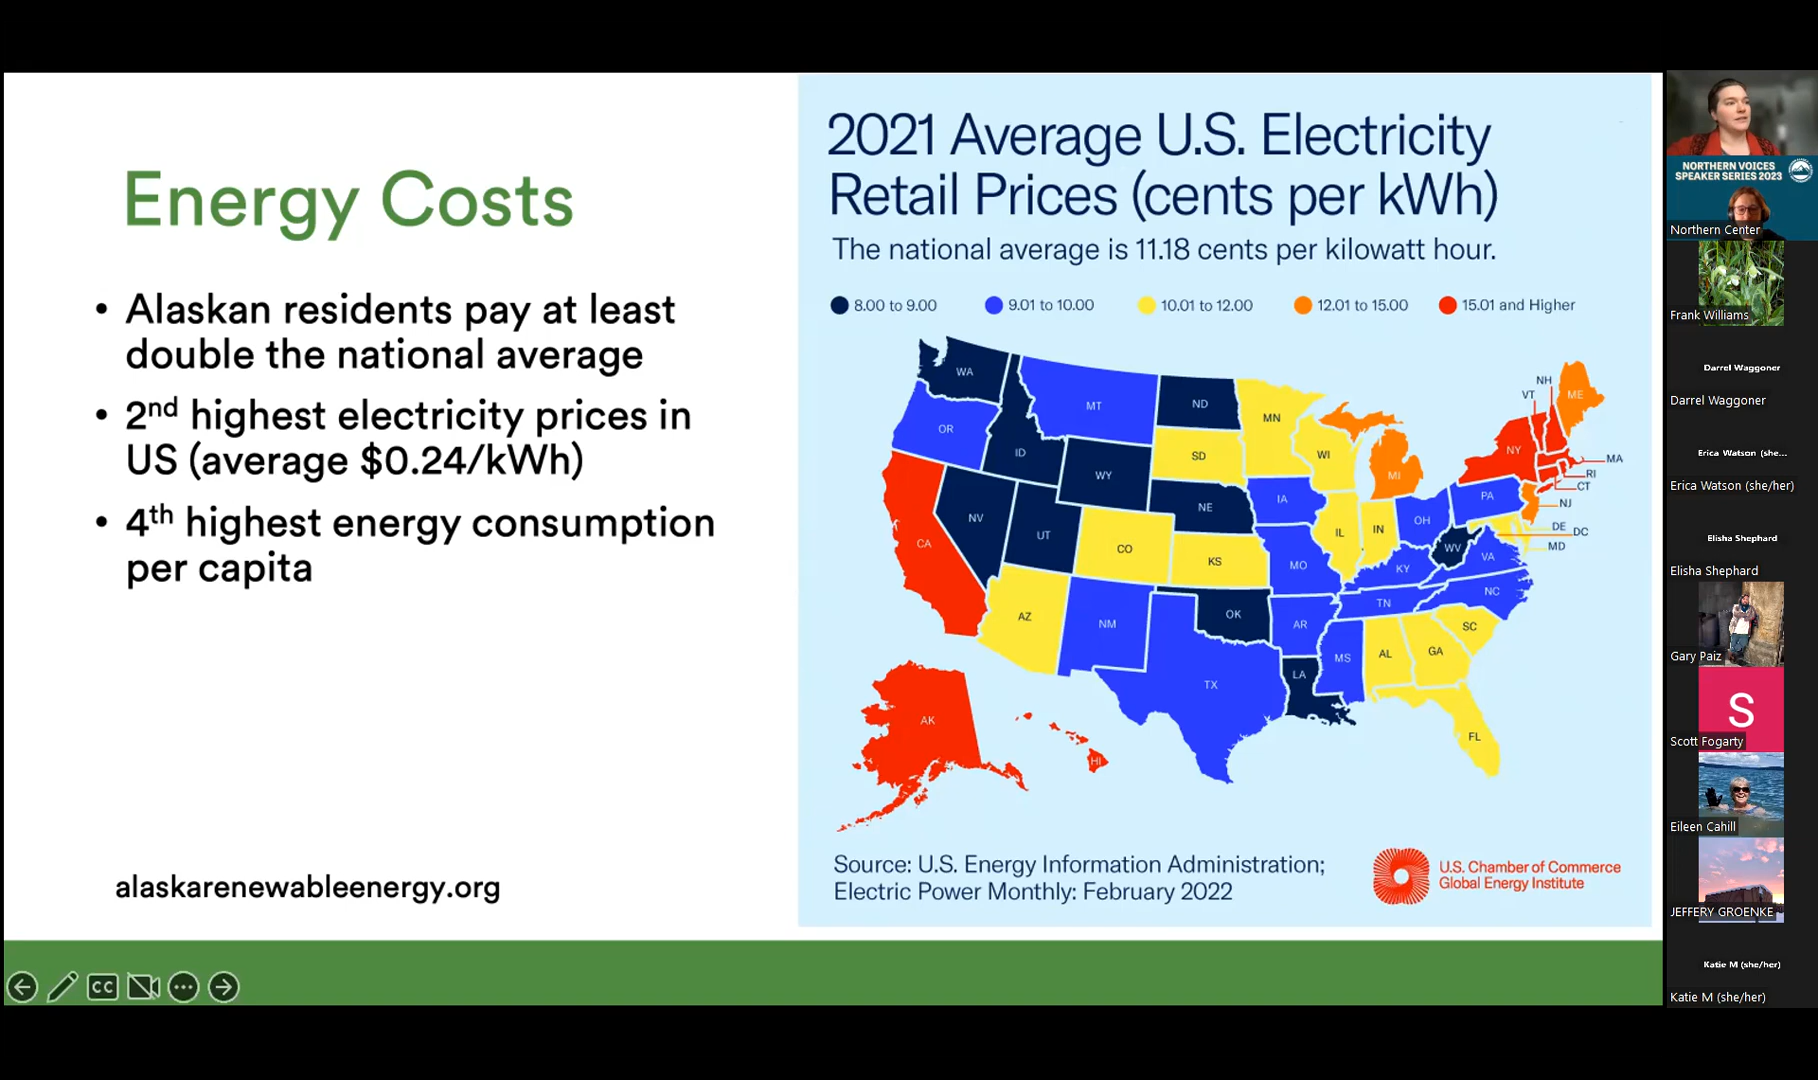 Energy Costs
• Alaskan residents pay at least
double the national average
• 2nd highest electricity prices in
US (average $0.24/kWh)
• 4th highest energy consumption
per capita
alaskarenewableenergy.org
2021 Average U.S. Electricity
Retail Prices (cents per kWh)
The national average is 11.18 cents per kilowatt hour.
8.00 to 9.00 9.01 to 10.00 10.01 to 12.00 12.01 to 15.00 15.01 and Higher
WA
MT
ND
MN
NH
VT
ME
OR
ID
SD
WI
MI
NY
MA
WY
RI
CT
NE
IA
PA
NJ
NV
UT
CO
KS
IL
IN
OH
DE
DC
MD
CA
MO
KY
WV
VA
AZ
NM
OK
AR
TN
NC
SC
MS
AL
GA
TX
LA
FL
AK
HI
Source: U.S. Energy Information Administration;
Electric Power Monthly: February 2022
U.S. Chamber of Commerce
Global Energy Institute
CC
NORTHERN VOICES
SPEAKER SERIES 2023
Northern Center
Frank Williams
Darrel Waggoner
Darrel Waggoner
Erica Watson (she...
Erica Watson (she/her)
Elisha Shephard
Elisha Shephard
Gary Paiz
S
Scott Fogarty
Eileen Cahill
JEFFERY GROENKE
Katie M (she/her)
Katie M (she/her)